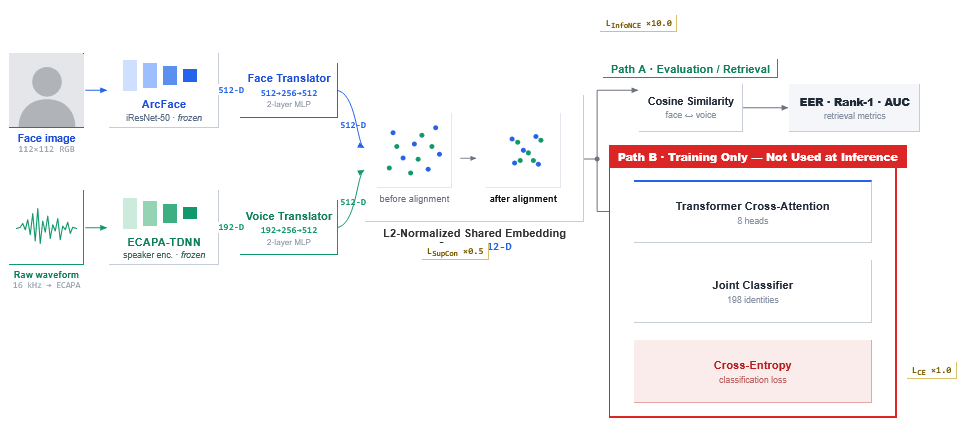 L_InfoNCE ×10.0
Path A · Evaluation / Retrieval
Face image
112×112 RGB
512-D
ArcFace
iResNet-50 · frozen
Face Translator
512→256→512
2-layer MLP
512-D
Cosine Similarity
face ↔ voice
EER · Rank-1 · AUC
retrieval metrics
Raw waveform
16 kHz → ECAPA
192-D
ECAPA-TDNN
speaker enc. · frozen
Voice Translator
192→256→512
2-layer MLP
512-D
before alignment
after alignment
L2-Normalized Shared Embedding
12-D
L_SupCon ×0.5
Path B · Training Only — Not Used at Inference
Transformer Cross-Attention
8 heads
Joint Classifier
198 identities
Cross-Entropy
classification loss
L_CE ×1.0